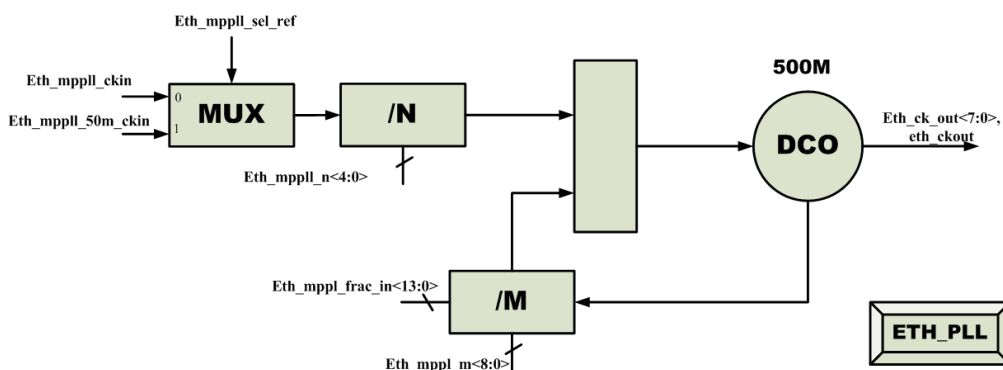 Eth_mppll_sel_ref
500M
Eth_mppll_ckin
0
MUX
/N
Eth_mppll_50m_ckin
1
DCO
Eth_ck_out<7:0>,
eth_ckout
Eth_mppll_n<4:0>
Eth_mppl_frac_in<13:0>
/M
ETH_PLL
Eth_mppl_m<8:0>